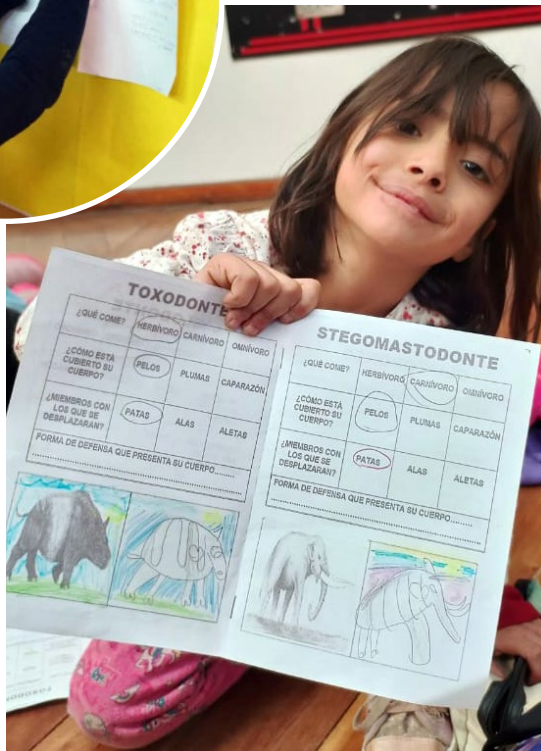 TOXODONTE
¿QUÉ COME? HERBÍVORO CARNÍVORO OMNÍVORO
¿CÓMO ESTÁ
CUBIERTO SU
CUERPO?
PELOS PLUMAS CAPARAZÓN
¿MIEMBROS CON
LOS QUE SE
DESPLAZARAN?
PATAS ALAS ALETAS
FORMA DE DEFENSA QUE PRESENTA SU CUERPO
STEGOMASTODONTE
¿QUÉ COME? HERBÍVORO CARNÍVORO OMNÍVORO
¿CÓMO ESTÁ
CUBIERTO SU
CUERPO?
PELOS PLUMAS CAPARAZÓN
¿MIEMBROS CON
LOS QUE SE
DESPLAZARAN?
PATAS ALAS ALETAS
FORMA DE DEFENSA QUE PRESENTA SU CUERPO